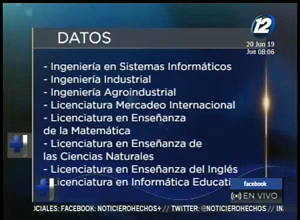 DATOS
12
20 Jun 19
Jue 08:06
- Ingeniería en Sistemas Informáticos
- Ingeniería Industrial
- Ingeniería Agroindustrial
- Licenciatura Mercadeo Internacional
- Licenciatura en Enseñanza
de la Matemática
- Licenciatura en Enseñanza de
las Ciencias Naturales
- Licenciatura en Enseñanza del Inglés
Licenciatura en Informática Educati
facebook
EN VIVO
CIALES: FACEBOOK: NOTICIEROHECHOS+// TWITTER: @NOTICIEROHECHOS // IN